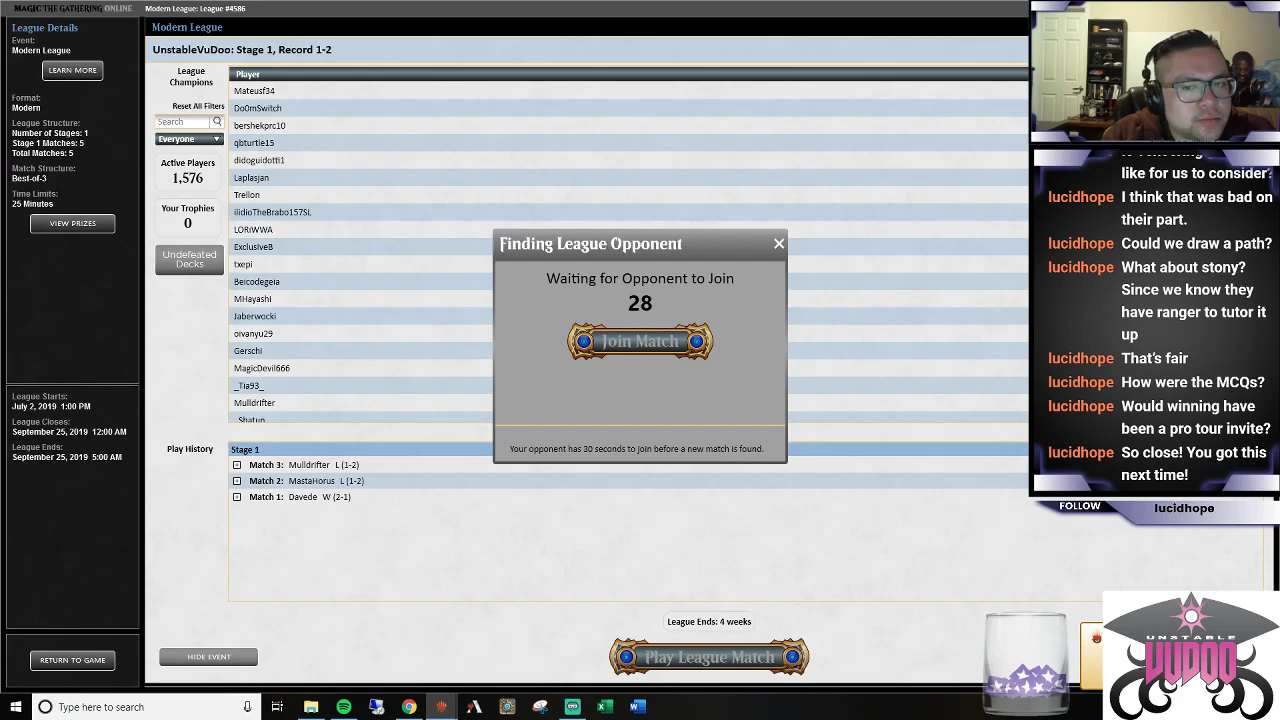 MAGIC THE GATHERING ONLINE
Modern League: League #4586
League Details
Event:
Modern League
LEARN MORE
Format:
Modern
League Structure:
Number of Stages: 1
Stage 1 Matches: 5
Total Matches: 5
Match Structure:
Best-of-3
Time Limits:
25 Minutes
VIEW PRIZES
League Starts:
July 2, 2019 1:00 PM
League Closes:
September 25, 2019 12:00 AM
League Ends:
September 25, 2019 5:00 AM
RETURN TO GAME
Modern League
UnstableVuDoo: Stage 1, Record 1-2
League
Champions
Reset All Filters
Search
Everyone
Active Players
1,576
Your Trophies
0
Undefeated
Decks
Player
Mateusf34
Do0mSwitch
bershekprc10
qbturtle15
didoguidotti1
Laplasjan
Trellon
ilidioTheBrabo157SL
LORiWWA
ExclusiveB
txepi
Beicodegeia
MHayashi
Jaberwocki
oivanyu29
Gerschi
MagicDevil666
_Tia93_
Mulldrifter
Shatun
Finding League Opponent
Waiting for Opponent to Join
28
Join Match
Your opponent has 30 seconds to join before a new match is found.
Play History
Stage 1
Match 3: Mulldrifter L (1-2)
Match 2: MastaHorus L (1-2)
Match 1: Davede W (2-1)
HIDE EVENT
League Ends: 4 weeks
Play League Match
like for us to consider.
lucidhope I think that was bad on
their part.
lucidhope Could we draw a path?
lucidhope What about stony?
Since we know they
have ranger to tutor it
up
lucidhope That's fair
lucidhope How were the MCQs?
lucidhope Would winning have
been a pro tour invite?
lucidhope So close! You got this
next time!
FOLLOW lucidhope
UNSTABLE
VUDOO
Type here to search